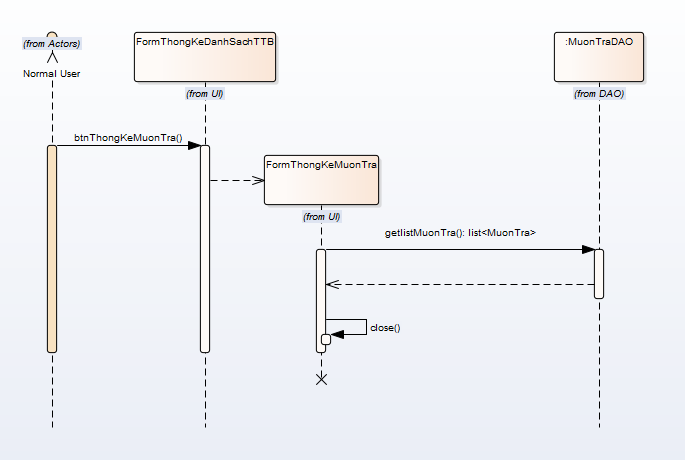 (from Actors)
Normal User
FormThongKeDanhSachTTB
(from UI)
:MuonTraDAO
(from DAO)
btnThongKeMuonTra()
FormThongKeMuonTra
(from UI)
getlistMuonTra(): list<MuonTra>
close()